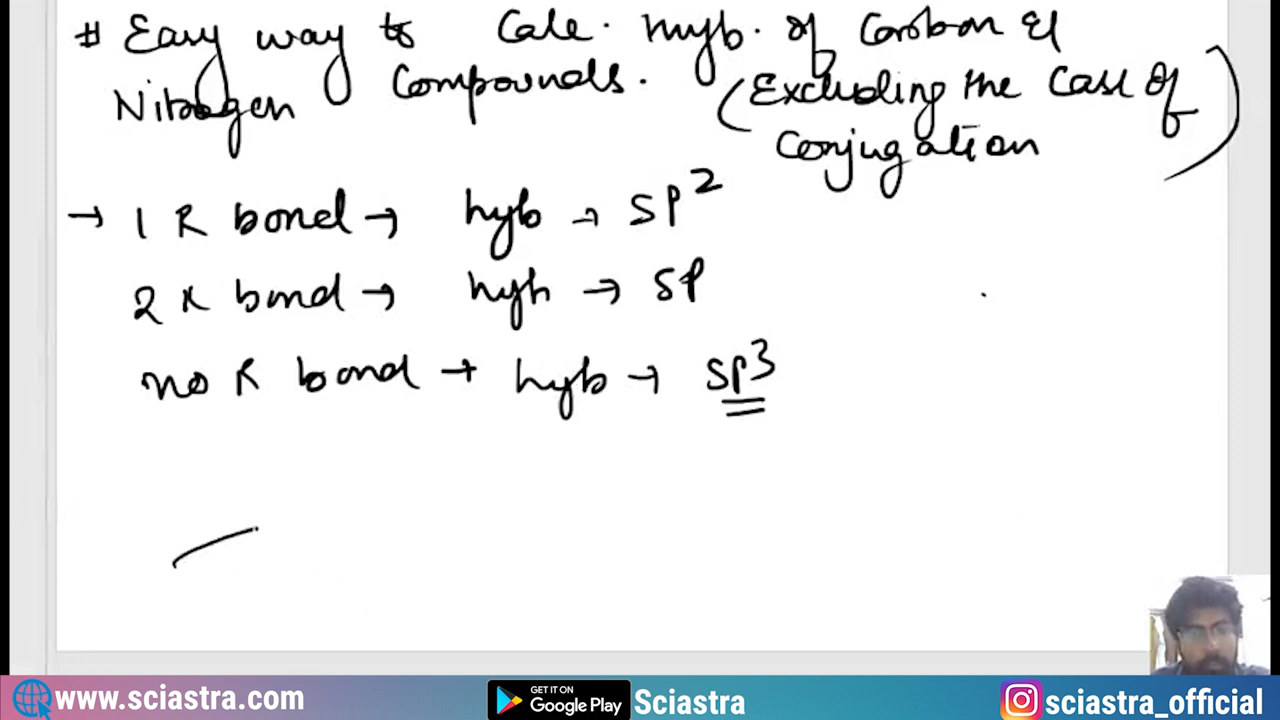 # Easy way to Calc. hyb. of Carbon &
Nitrogen Compounds. (Excluding the case of
Conjugation)
→ 1 π bond → hyb → sp²
2 π bond → hyb → sp
no π bond → hyb → sp³
www.sciastra.com GET IT ON Google Play Sciastra sciastra_official